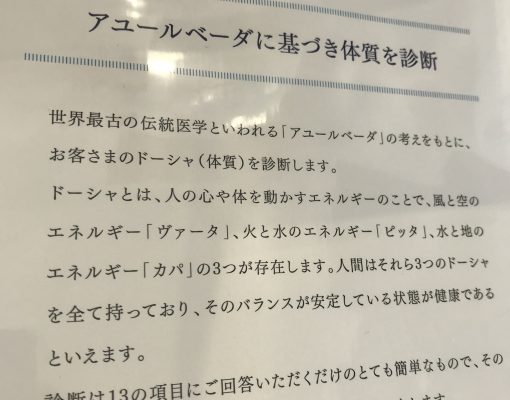 アユールベーダに基づき体質を診断
世界最古の伝統医学といわれる「アユールベーダ」の考えをもとに、
お客さまのドーシャ(体質)を診断します。
ドーシャとは、人の心や体を動かすエネルギーのことで、風と空の
エネルギー「ヴァータ」、火と水のエネルギー「ピッタ」、水と地の
エネルギー「カパ」の3つが存在します。人間はそれら3つのドーシャ
を全て持っており、そのバランスが安定している状態が健康である
といえます。
診断は13の項目にご回答いただくだけのとても簡単なもので、その